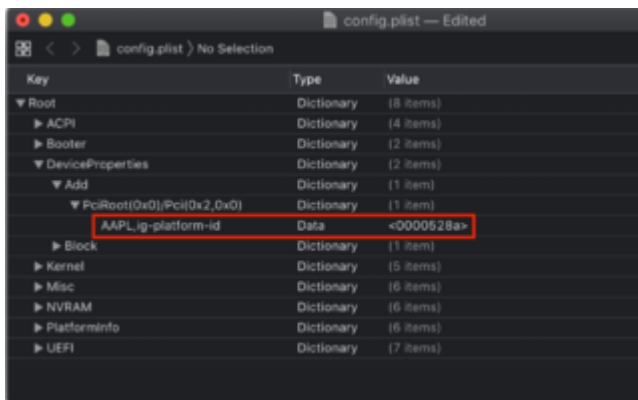 config.plist — Edited
config.plist 〉 No Selection
Key Type Value
Root Dictionary (8 items)
ACPI Dictionary (4 items)
Booter Dictionary (2 items)
DeviceProperties Dictionary (2 items)
Add Dictionary (1 item)
PciRoot(0x0)/Pci(0x2,0x0) Dictionary (1 item)
AAPL,ig-platform-id Data <0000528a>
Block Dictionary (1 item)
Kernel Dictionary (5 items)
Misc Dictionary (6 items)
NVRAM Dictionary (6 items)
PlatformInfo Dictionary (6 items)
UEFI Dictionary (7 items)